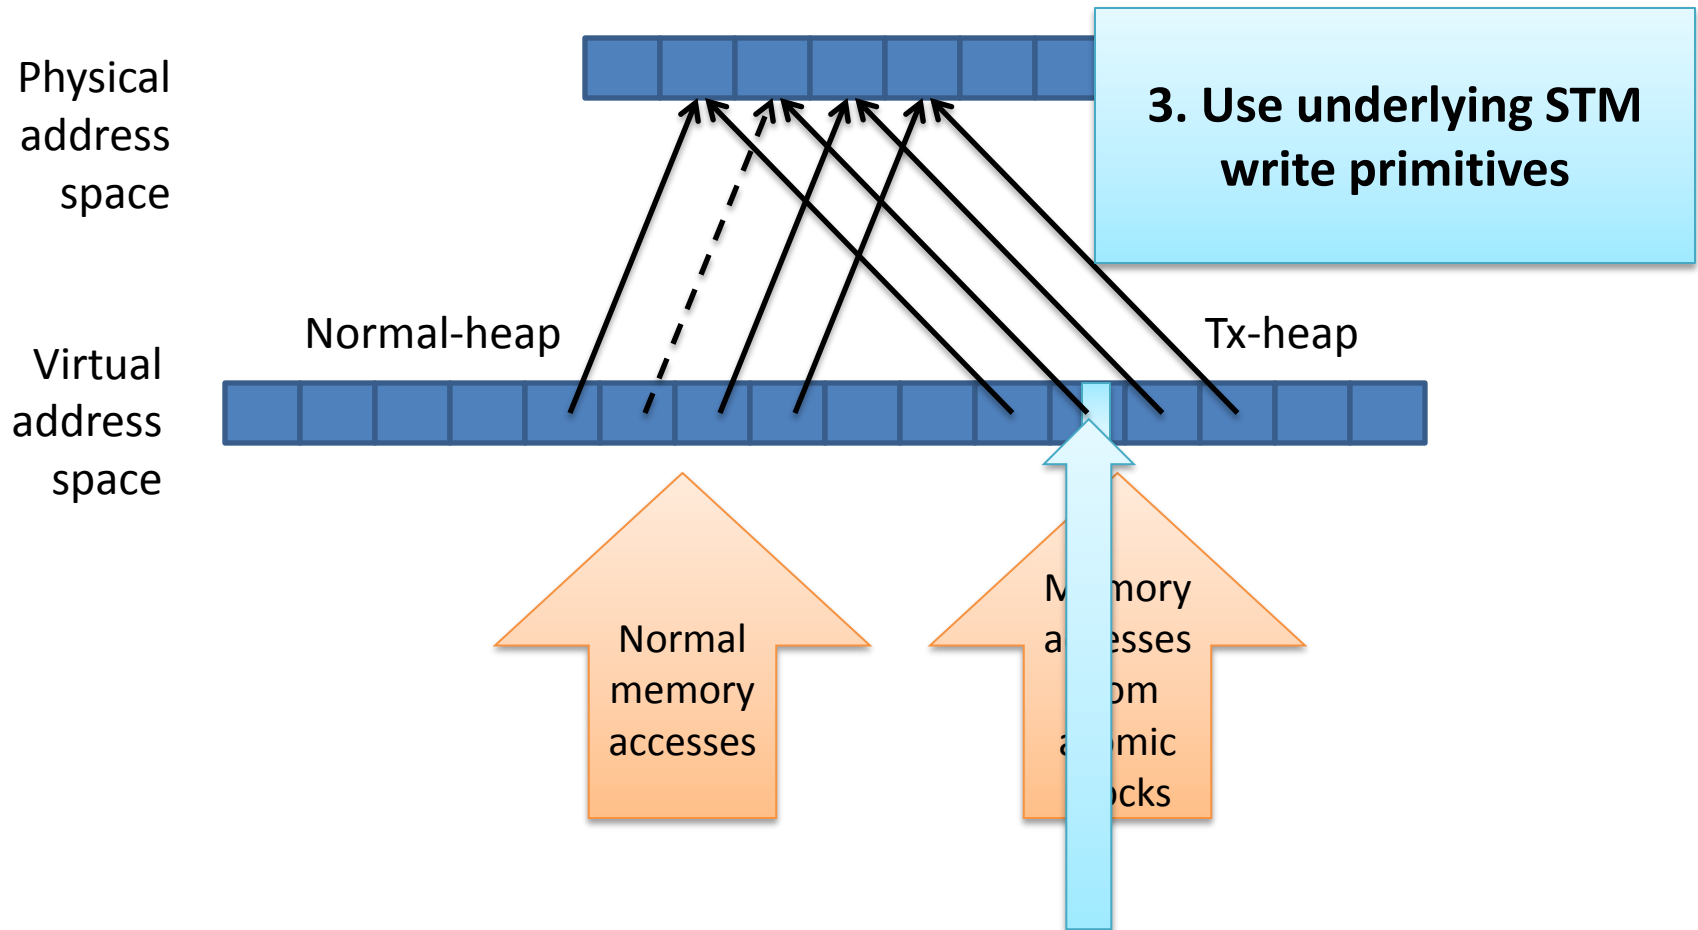 Physical
address
space
3. Use underlying STM
write primitives
Normal-heap
Tx-heap
Virtual
address
space
Normal
memory
accesses